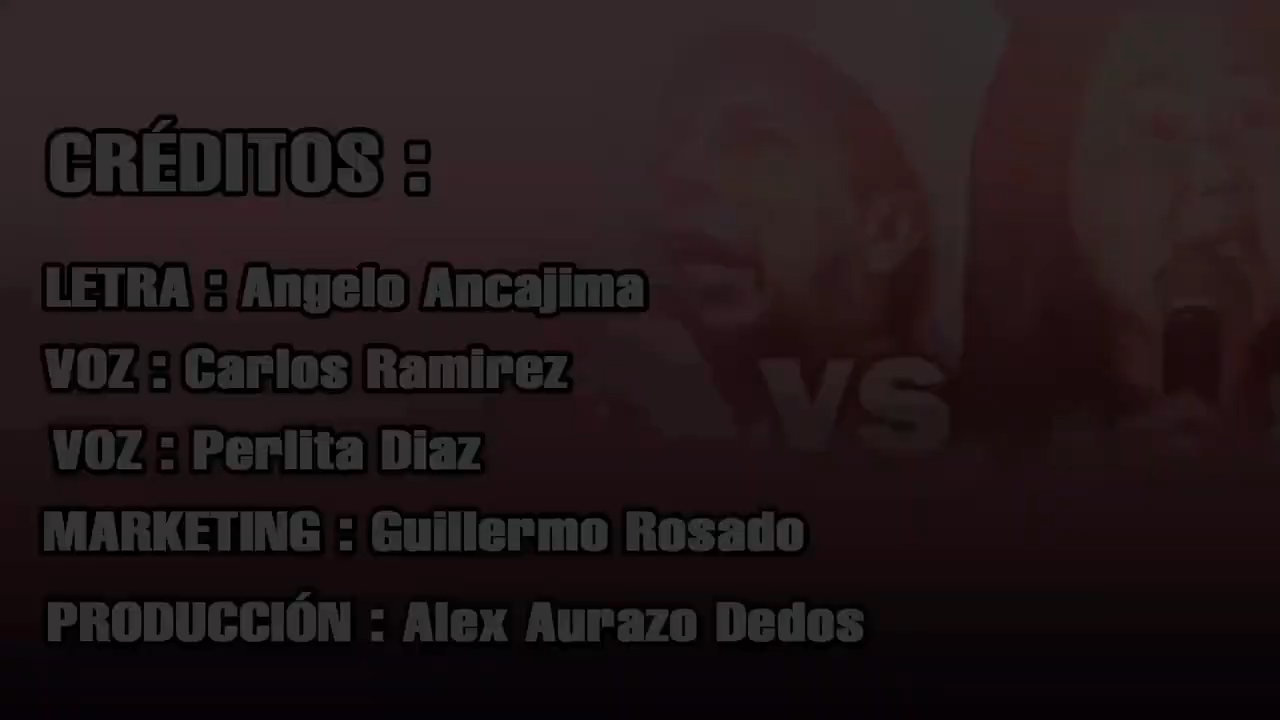 CRÉDITOS :
LETRA : Angelo Ancajima
VOZ : Carlos Ramirez
VS
VOZ : Perlita Diaz
MARKETING : Guillermo Rosado
PRODUCCIÓN : Alex Aurazo Dedos